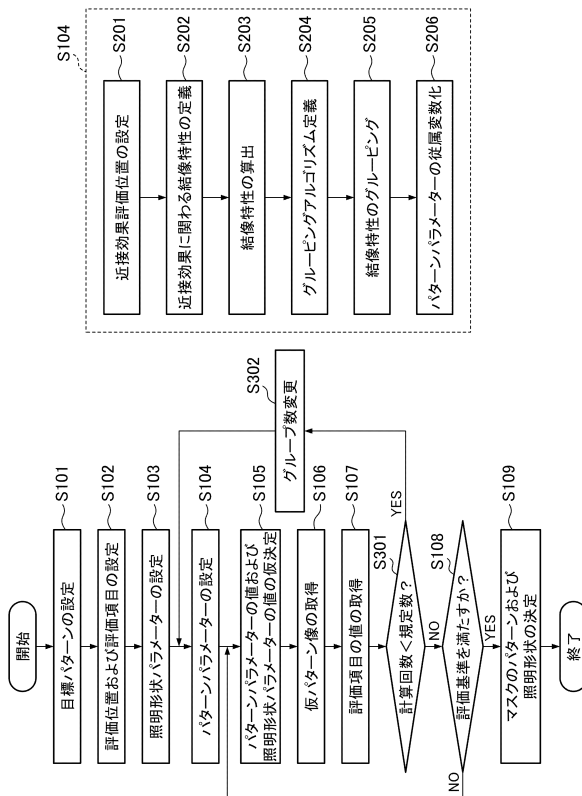 開始
S101
目標パターンの設定
S102
評価位置および評価項目の設定
S103
照明形状パラメーターの設定
S104
パターンパラメーターの設定
S105
パターンパラメーターの値および
照明形状パラメーターの値の仮決定
S106
仮パターン像の取得
S107
評価項目の値の取得
S301
計算回数<規定数?
YES
NO
S302
グループ数変更
S108
評価基準を満たすか?
NO
YES
S109
マスクのパターンおよび
照明形状の決定
終了
S104
S201
近接効果評価位置の設定
S202
近接効果に関わる結像特性の定義
S203
結像特性の算出
S204
グルーピングアルゴリズム定義
S205
結像特性のグルーピング
S206
パターンパラメーターの従属変数化